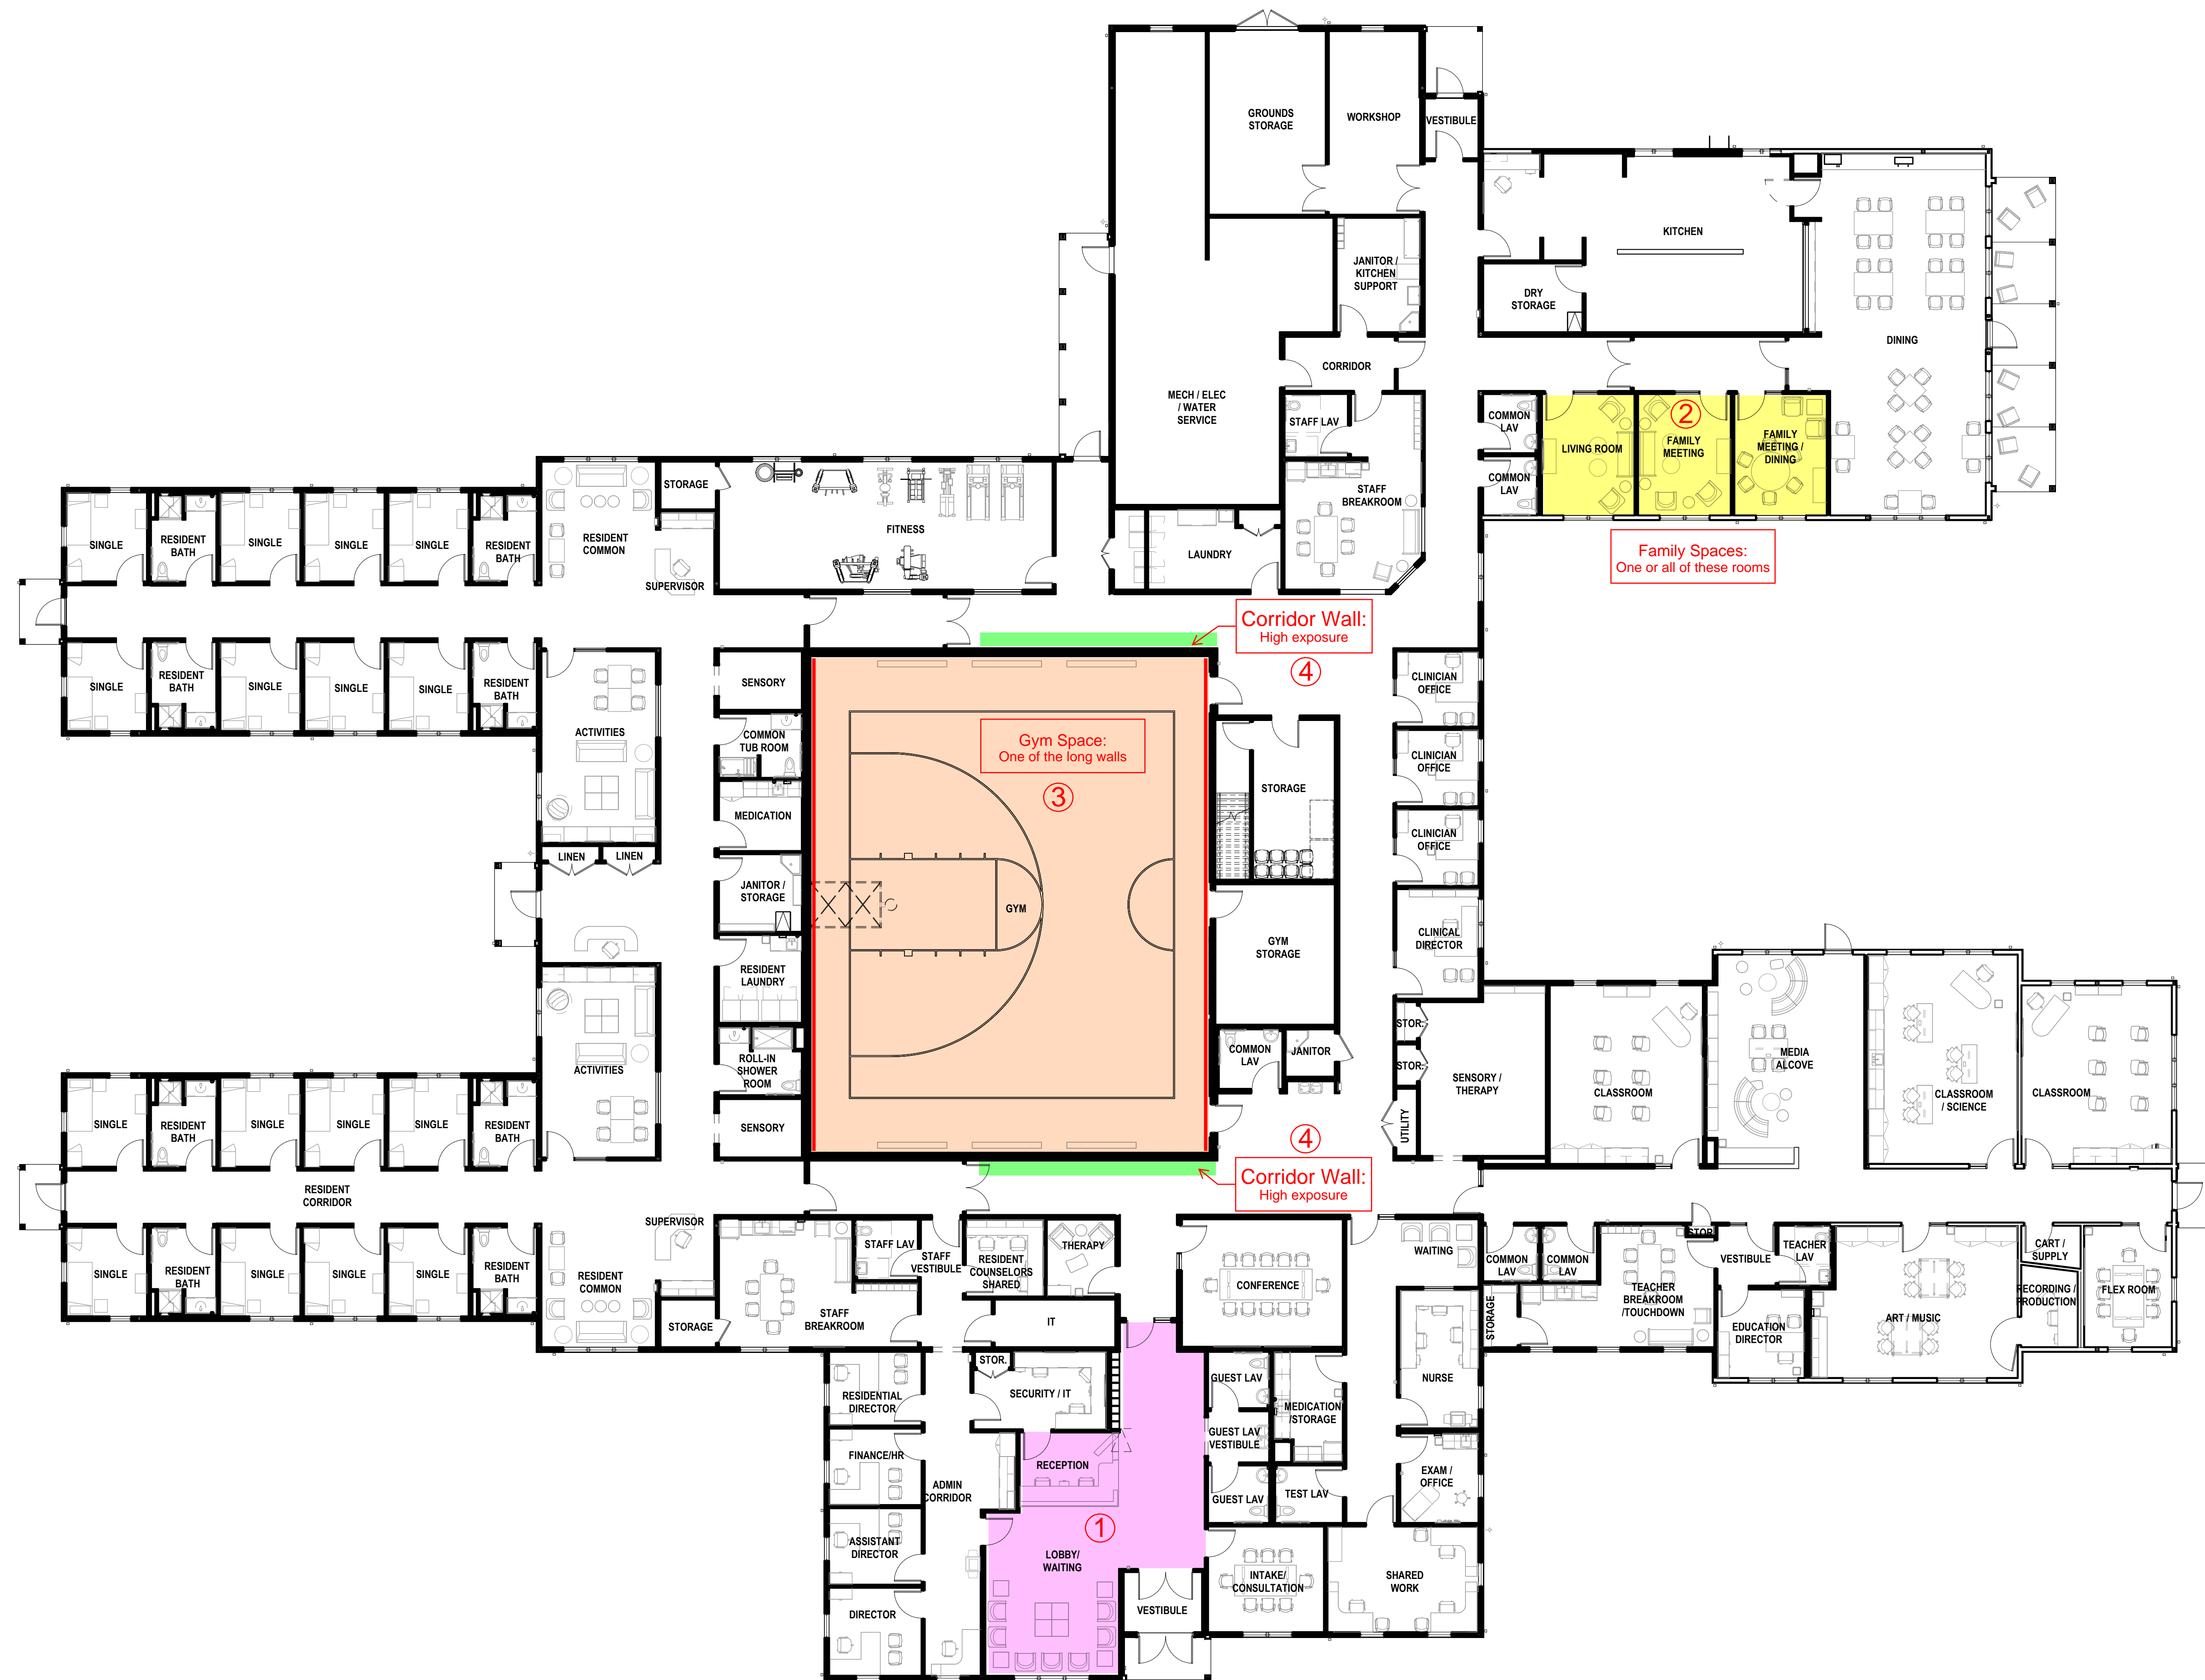 GROUNDS
STORAGE
WORKSHOP
VESTIBULE
KITCHEN
JANITOR /
KITCHEN
SUPPORT
DRY
STORAGE
DINING
CORRIDOR
MECH / ELEC
/ WATER
SERVICE
STAFF LAV
COMMON
LAV
LIVING ROOM
2
FAMILY
MEETING
FAMILY
MEETING /
DINING
COMMON
LAV
STAFF
BREAKROOM
STORAGE
FITNESS
LAUNDRY
Family Spaces:
One or all of these rooms
SINGLE
RESIDENT
BATH
SINGLE
SINGLE
SINGLE
RESIDENT
BATH
RESIDENT
COMMON
SUPERVISOR
Corridor Wall:
High exposure
4
SINGLE
RESIDENT
BATH
SINGLE
SINGLE
SINGLE
RESIDENT
BATH
ACTIVITIES
SENSORY
COMMON
TUB ROOM
MEDICATION
Gym Space:
One of the long walls
3
STORAGE
CLINICIAN
OFFICE
CLINICIAN
OFFICE
CLINICIAN
OFFICE
LINEN
LINEN
JANITOR /
STORAGE
GYM
GYM
STORAGE
CLINICAL
DIRECTOR
RESIDENT
LAUNDRY
ACTIVITIES
ROLL-IN
SHOWER
ROOM
SENSORY
COMMON
LAV
JANITOR
STOR.
STOR.
UTILITY
SENSORY /
THERAPY
CLASSROOM
MEDIA
ALCOVE
CLASSROOM
/ SCIENCE
CLASSROOM
SINGLE
RESIDENT
BATH
SINGLE
SINGLE
SINGLE
RESIDENT
BATH
4
Corridor Wall:
High exposure
RESIDENT
CORRIDOR
SUPERVISOR
SINGLE
RESIDENT
BATH
SINGLE
SINGLE
SINGLE
RESIDENT
BATH
RESIDENT
COMMON
STORAGE
STAFF
BREAKROOM
STAFF LAV
STAFF
VESTIBULE
RESIDENT
COUNSELORS
SHARED
THERAPY
IT
CONFERENCE
WAITING
COMMON
LAV
COMMON
LAV
STORAGE
TEACHER
BREAKROOM
/TOUCHDOWN
STOR.
VESTIBULE
TEACHER
LAV
EDUCATION
DIRECTOR
ART / MUSIC
CART /
SUPPLY
RECORDING /
PRODUCTION
FLEX ROOM
RESIDENTIAL
DIRECTOR
STOR.
SECURITY / IT
GUEST LAV
MEDICATION
/STORAGE
NURSE
GUEST LAV
VESTIBULE
FINANCE/HR
ADMIN
CORRIDOR
RECEPTION
GUEST LAV
TEST LAV
EXAM /
OFFICE
ASSISTANT
DIRECTOR
1
LOBBY/
WAITING
INTAKE/
CONSULTATION
SHARED
WORK
DIRECTOR
VESTIBULE